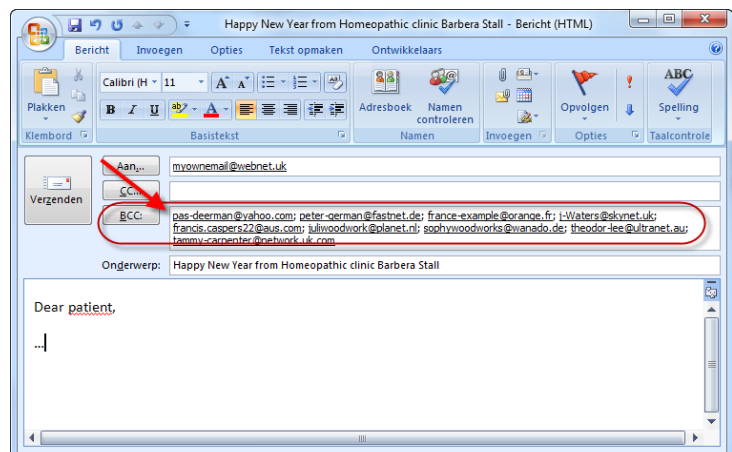 Happy New Year from Homeopathic clinic Barbera Stall - Bericht (HTML)
Bericht Invoegen Opties Tekst opmaken Ontwikkelaars
Plakken
Calibri (H 11
B I U
Adresboek
Namen controleren
Opvolgen
ABC
Spelling
Klembord Basistekst Namen Invoegen Opties Taalcontrole
Verzenden
Aan... myownemail@webnet.uk
CC...
BCC: pas-deerman@yahoo.com; peter-german@fastnet.de; france-example@orange.fr; j-Waters@skynet.uk;
francis.caspers22@aus.com; juliwoodwork@planet.nl; sophywoodworks@wanado.de; theodor-lee@ultranet.au;
tammy-carpenter@network.uk.com
Onderwerp: Happy New Year from Homeopathic clinic Barbera Stall
Dear patient,
...